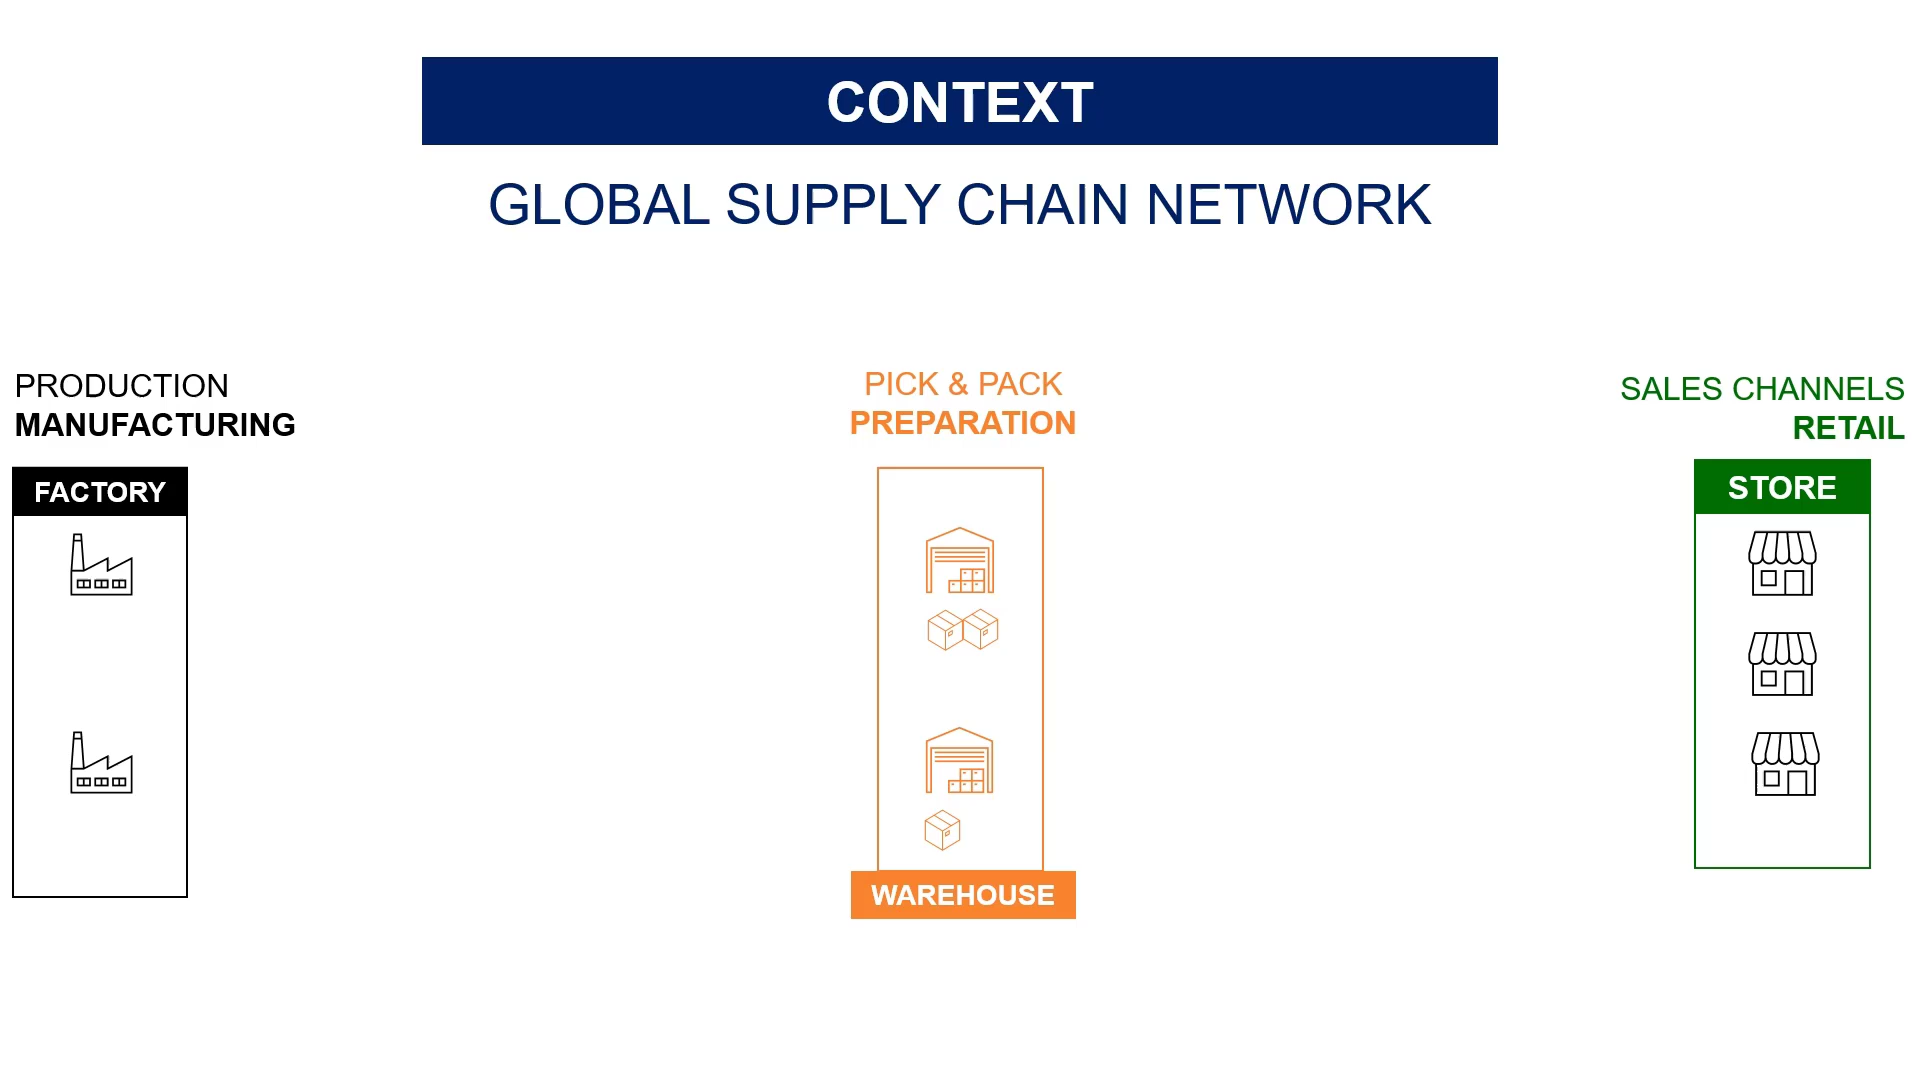 CONTEXT
GLOBAL SUPPLY CHAIN NETWORK
PRODUCTION
MANUFACTURING
FACTORY
PICK & PACK
PREPARATION
WAREHOUSE
SALES CHANNELS
RETAIL
STORE